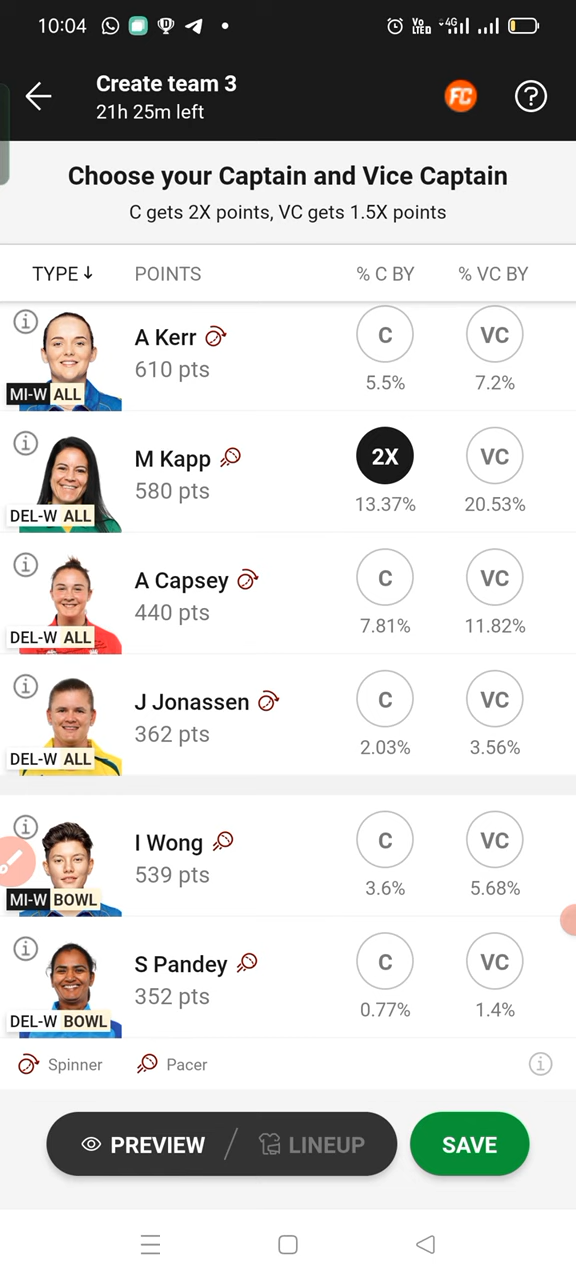 10:04 Vo LTED 4G
Create team 3
21h 25m left
FC ?
Choose your Captain and Vice Captain
C gets 2X points, VC gets 1.5X points
TYPE↓ POINTS % C BY % VC BY
A Kerr C VC
610 pts
MI-W ALL 5.5% 7.2%
M Kapp 2X VC
580 pts
DEL-W ALL 13.37% 20.53%
A Capsey C VC
440 pts
DEL-W ALL 7.81% 11.82%
J Jonassen C VC
362 pts
DEL-W ALL 2.03% 3.56%
I Wong C VC
539 pts
MI-W BOWL 3.6% 5.68%
S Pandey C VC
352 pts
DEL-W BOWL 0.77% 1.4%
Spinner Pacer
PREVIEW / LINEUP SAVE